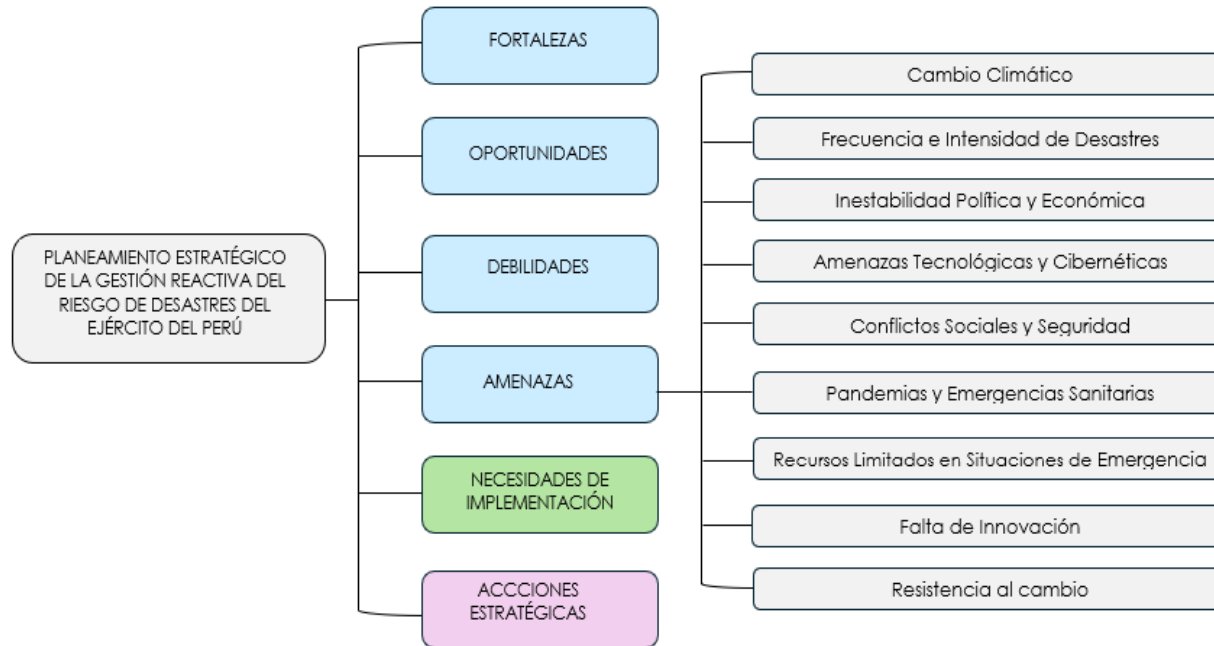 PLANEAMIENTO ESTRATÉGICO
DE LA GESTIÓN REACTIVA DEL
RIESGO DE DESASTRES DEL
EJÉRCITO DEL PERÚ
FORTALEZAS
OPORTUNIDADES
DEBILIDADES
AMENAZAS
NECESIDADES DE
IMPLEMENTACIÓN
ACCCIONES
ESTRATÉGICAS
Cambio Climático
Frecuencia e Intensidad de Desastres
Inestabilidad Política y Económica
Amenazas Tecnológicas y Cibernéticas
Conflictos Sociales y Seguridad
Pandemias y Emergencias Sanitarias
Recursos Limitados en Situaciones de Emergencia
Falta de Innovación
Resistencia al cambio